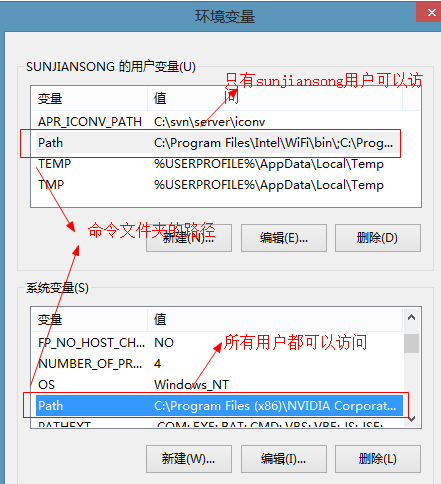 环境变量
SUNJIANSONG 的用户变量(U)
只有sunjiansong用户可以访
问
变量 值
APR_ICONV_PATH C:\svn\server\iconv
Path C:\Program Files\Intel\WiFi\bin\;C:\Prog...
TEMP %USERPROFILE%\AppData\Local\Temp
TMP %USERPROFILE%\AppData\Local\Temp
命令文件夹的路径
新建(N)... 编辑(E)... 删除(D)
系统变量(S)
变量 值
所有用户都可以访问
FP_NO_HOST_CH... NO
NUMBER_OF_PR... 4
OS Windows_NT
Path C:\Program Files (x86)\NVIDIA Corporat...
PATHEXT .COM;.EXE;.BAT;.CMD;.VBS;.VBE;.JS;.JSE;
新建(W)... 编辑(I)... 删除(L)